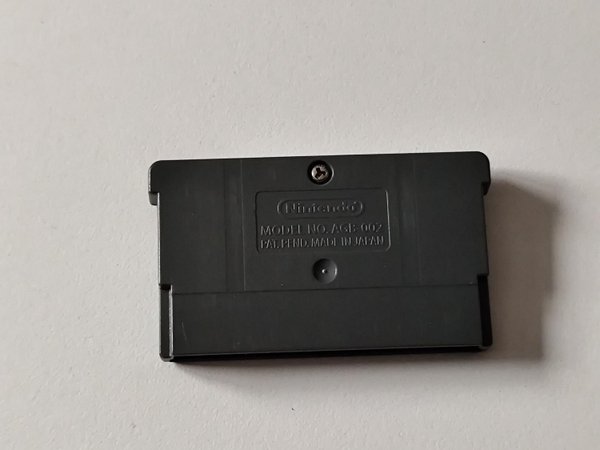 Nintendo
MODEL NO. AGB-002
PAT. PEND. MADE IN JAPAN